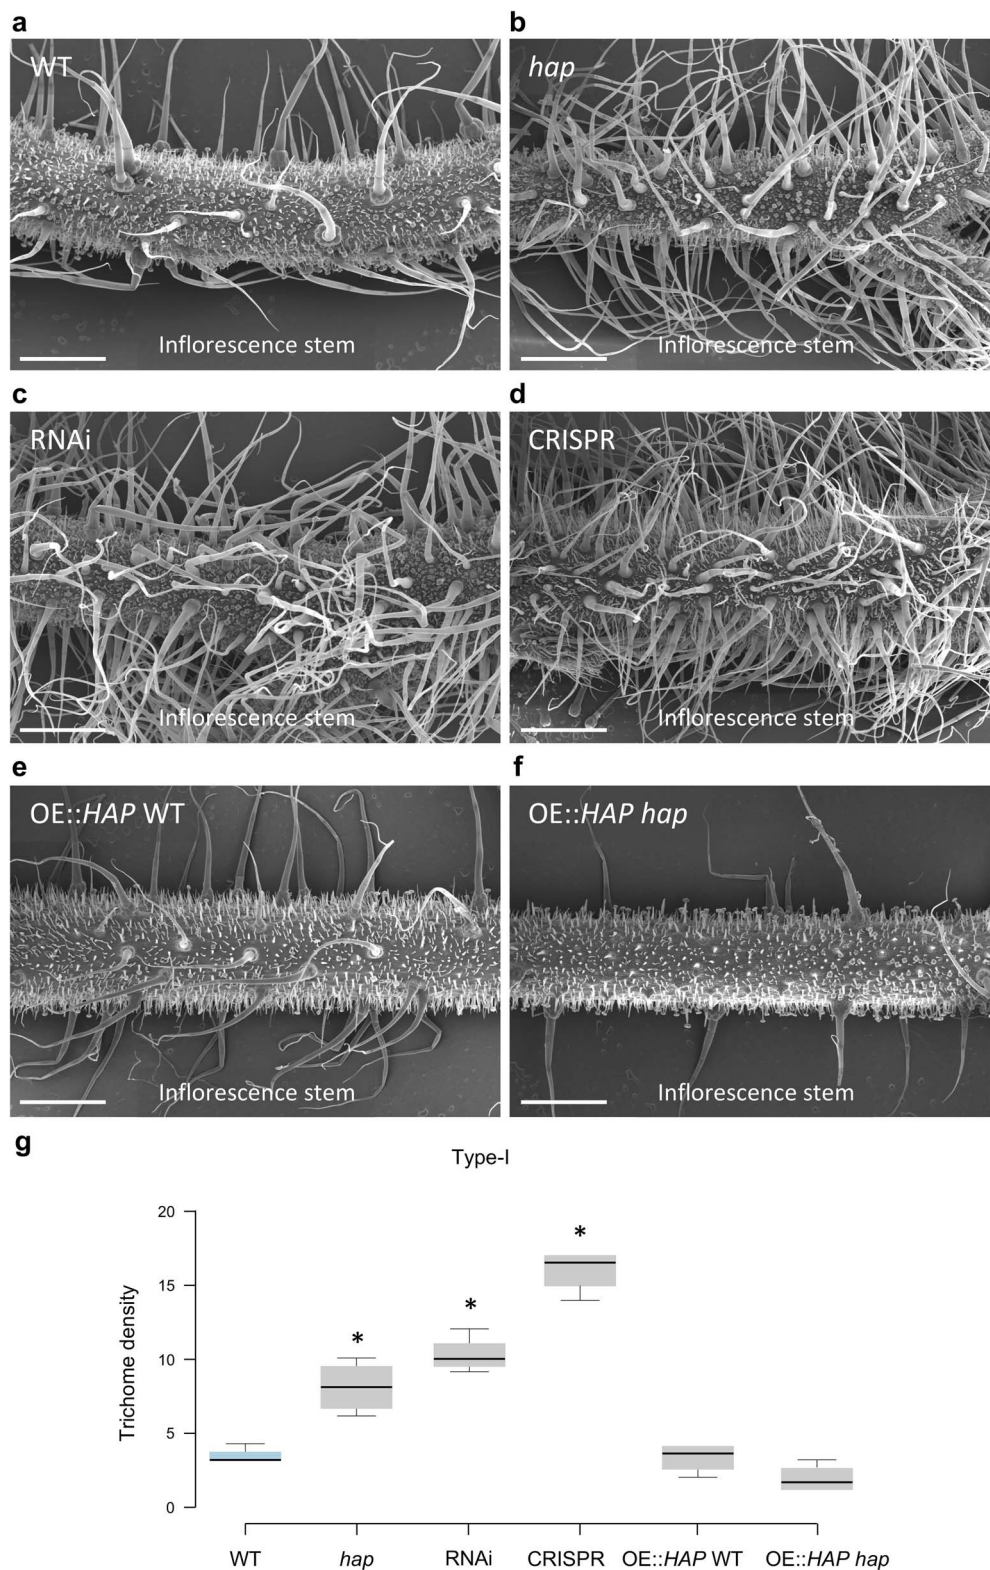 a
b
WT
hap
Inflorescence stem
Inflorescence stem
c
d
RNAi
CRISPR
Inflorescence stem
Inflorescence stem
e
f
OE::HAP WT
OE::HAP hap
Inflorescence stem
Inflorescence stem
g
Type-I
Trichome density
20
15
10
5
0
*
*
*
WT
hap
RNAi
CRISPR
OE::HAP WT
OE::HAP hap